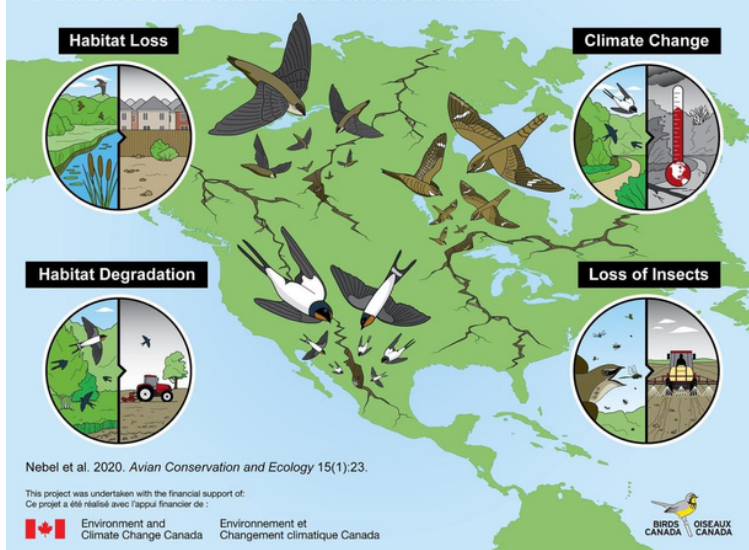 Habitat Loss
Climate Change
Habitat Degradation
Loss of Insects
Nebel et al. 2020. Avian Conservation and Ecology 15(1):23.
This project was undertaken with the financial support of:
Ce projet a été réalisé avec l'appui financier de :
Environment and
Climate Change Canada
Environnement et
Changement climatique Canada
BIRDS
CANADA
OISEAUX
CANADA